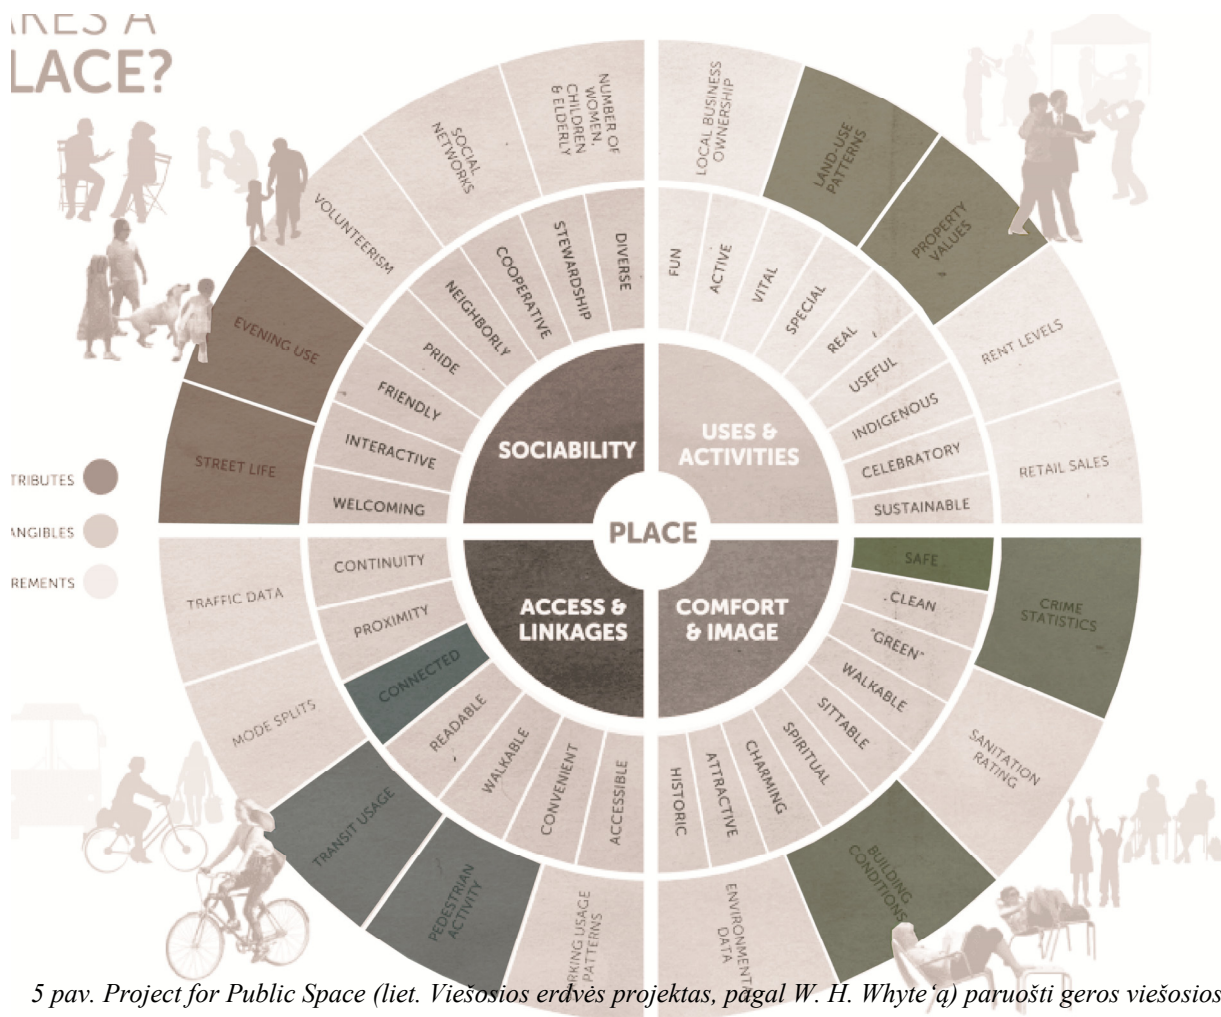 LACE?
NUMBER OF
WOMEN,
CHILDREN
& ELDERLY
SOCIAL
NETWORKS
VOLUNTEERISM
EVENING USE
STREET LIFE
LOCAL BUSINESS
OWNERSHIP
LAND-USE
PATTERNS
PROPERTY
VALUES
RENT LEVELS
RETAIL SALES
DIVERSE
STEWARDSHIP
COOPERATIVE
NEIGHBORLY
PRIDE
FRIENDLY
INTERACTIVE
WELCOMING
FUN
ACTIVE
VITAL
SPECIAL
REAL
USEFUL
INDIGENOUS
CELEBRATORY
SUSTAINABLE
SOCIABILITY
USES &
ACTIVITIES
PLACE
ACCESS &
LINKAGES
COMFORT
& IMAGE
TRIBUTES
ANGIBLES
REMENTS
CONTINUITY
PROXIMITY
CONNECTED
READABLE
WALKABLE
CONVENIENT
ACCESSIBLE
SAFE
CLEAN
"GREEN"
WALKABLE
SITTABLE
SPIRITUAL
CHARMING
ATTRACTIVE
HISTORIC
TRAFFIC DATA
MODE SPLITS
TRANSIT USAGE
PEDESTRIAN
ACTIVITY
RKING USAGE
PATTERNS
CRIME
STATISTICS
SANITATION
RATING
BUILDING
CONDITIONS
ENVIRONMENTAL
DATA
5 pav. Project for Public Space (liet. Viešosios erdvės projektas, pagal W. H. Whyte‘ą) paruošti geros viešosios